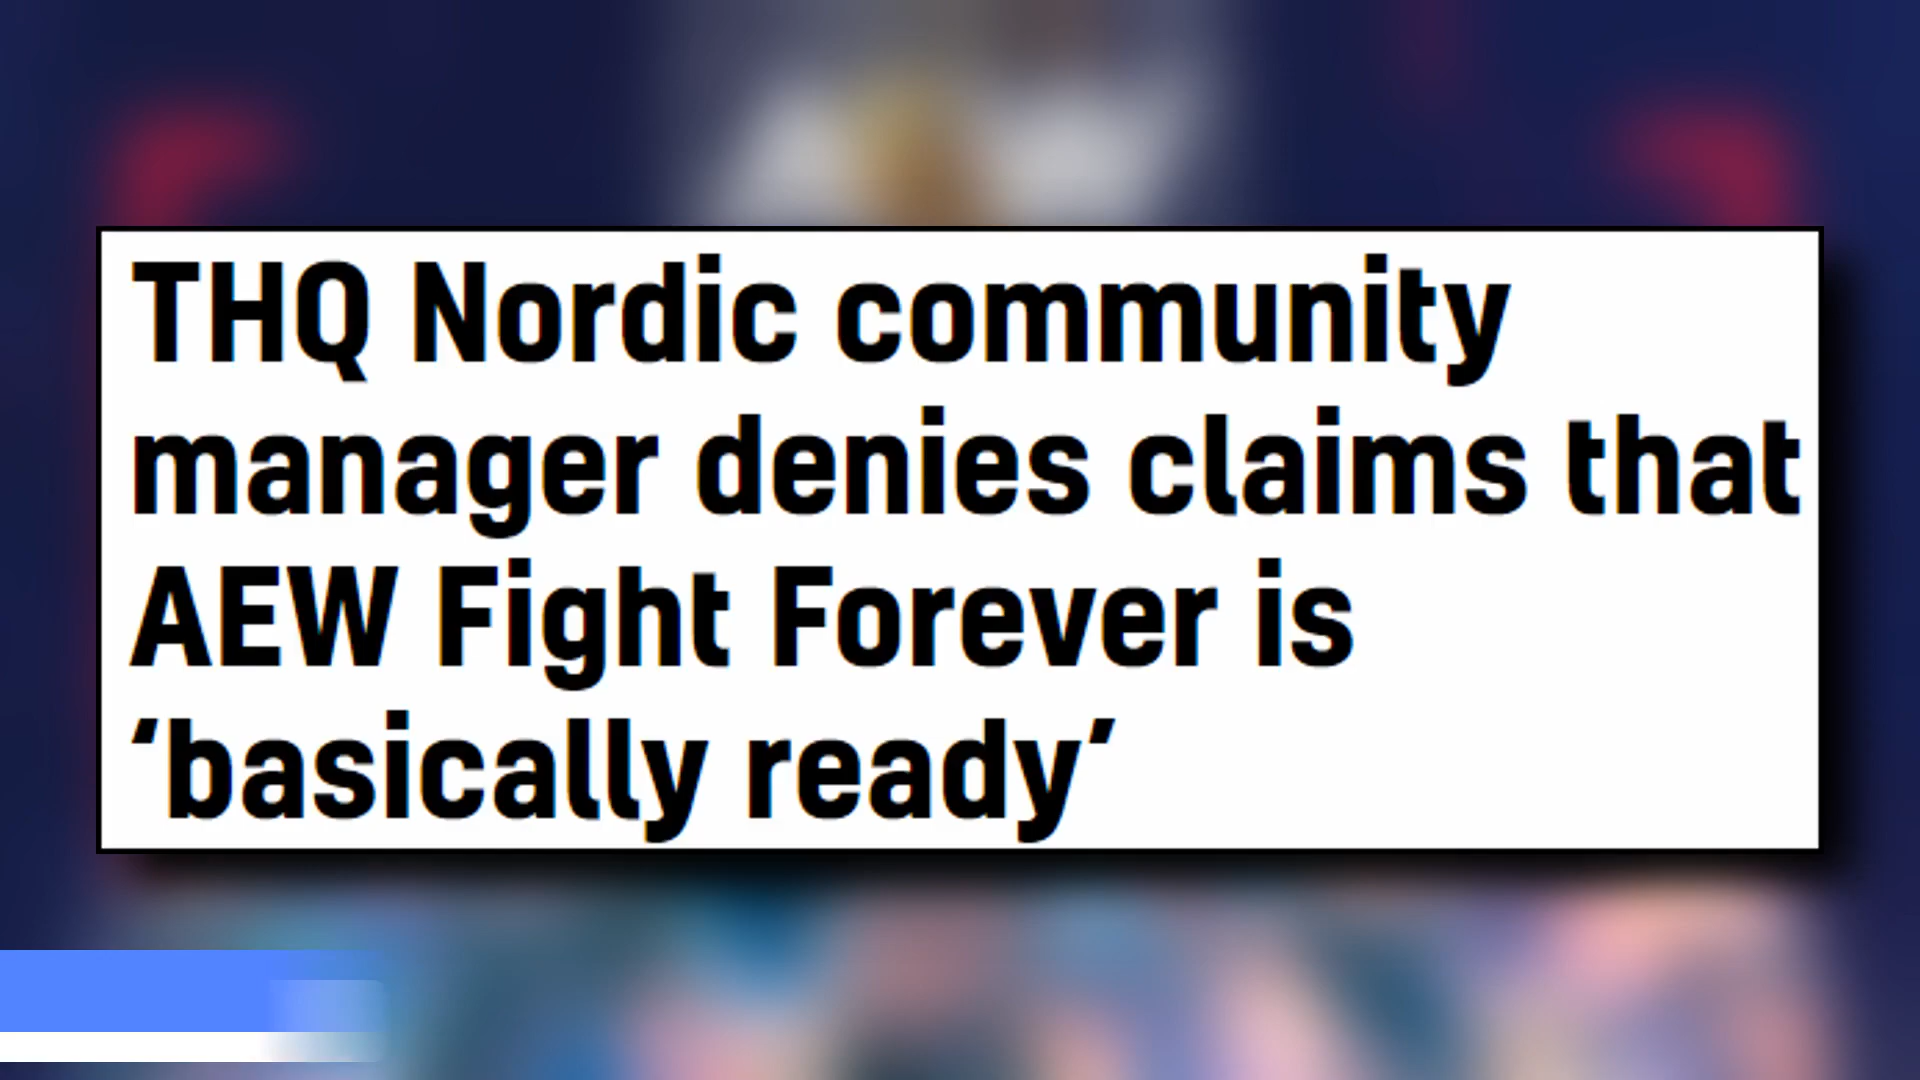 THQ Nordic community
manager denies claims that
AEW Fight Forever is
‘basically ready’